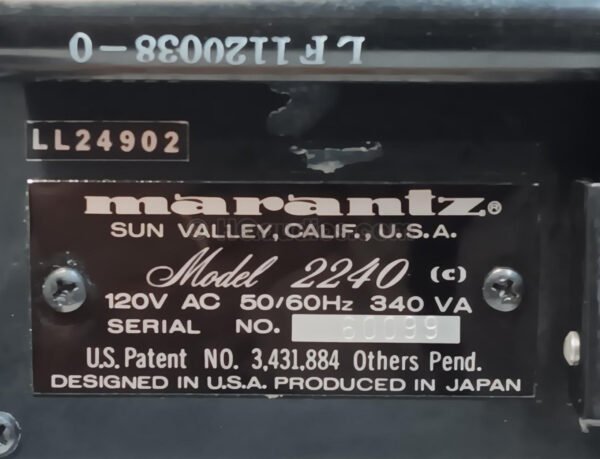 LF1120038-0
LL24902
marantz®
SUN VALLEY, CALIF., U.S.A.
Model 2240 (c)
120V AC 50/60Hz 340 VA
SERIAL NO. 60099
U.S. Patent NO. 3,431,884 Others Pend.
DESIGNED IN U.S.A. PRODUCED IN JAPAN